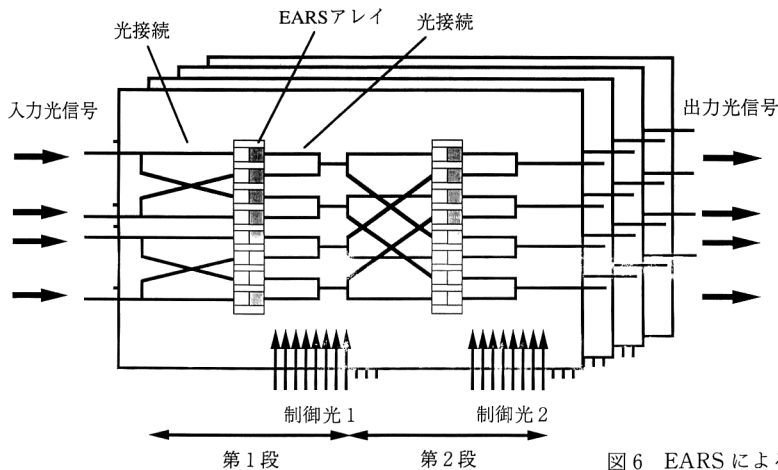 EARSアレイ
光接続
光接続
入力光信号
出力光信号
制御光1
制御光2
第1段
第2段
図6 EARSによ